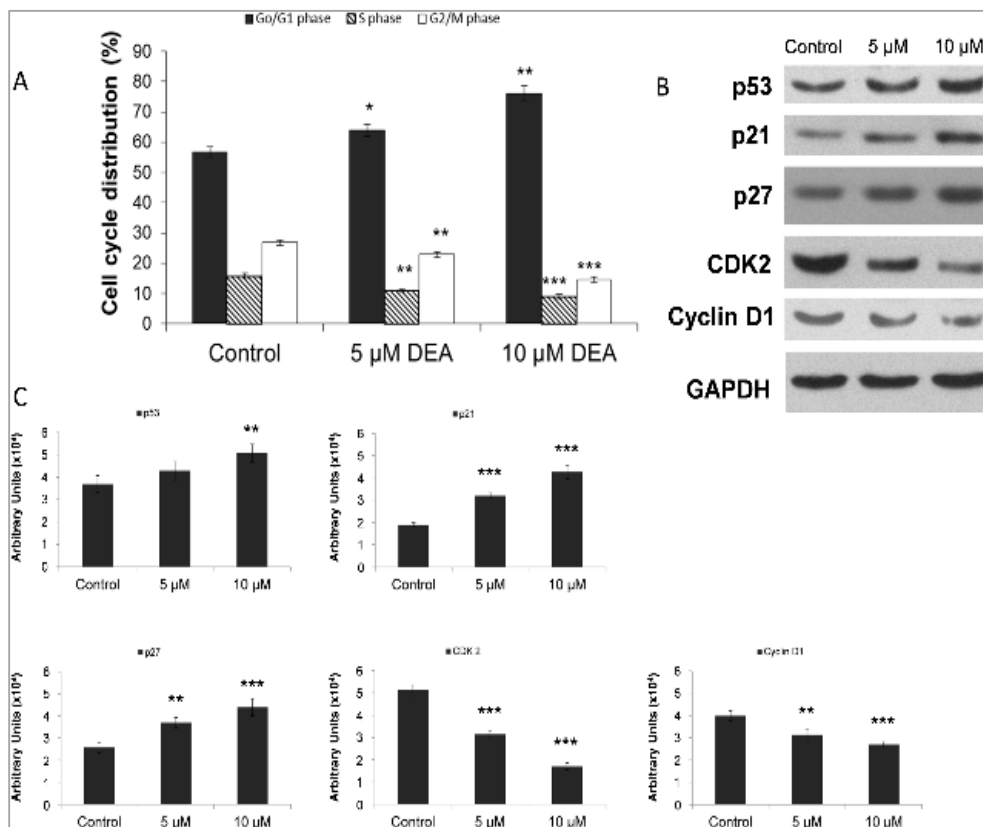 Go/G1 phase S phase G2/M phase
A
Cell cycle distribution (%)
90
80
70
60
50
40
30
20
10
0
*
**
**
**
***
***
Control 5 µM DEA 10 µM DEA
B
Control 5 µM 10 µM
p53
p21
p27
CDK2
Cyclin D1
GAPDH
C
p53
Arbitrary Units (x10⁴)
6
5
4
3
2
1
0
**
Control 5 µM 10 µM
p21
Arbitrary Units (x10⁴)
6
5
4
3
2
1
0
***
***
Control 5 µM 10 µM
p27
Arbitrary Units (x10⁴)
6
5
4
3
2
1
0
**
***
Control 5 µM 10 µM
CDK 2
Arbitrary Units (x10⁴)
6
5
4
3
2
1
0
***
***
Control 5 µM 10 µM
Cyclin D1
Arbitrary Units (x10⁴)
6
5
4
3
2
1
0
**
***
Control 5 µM 10 µM